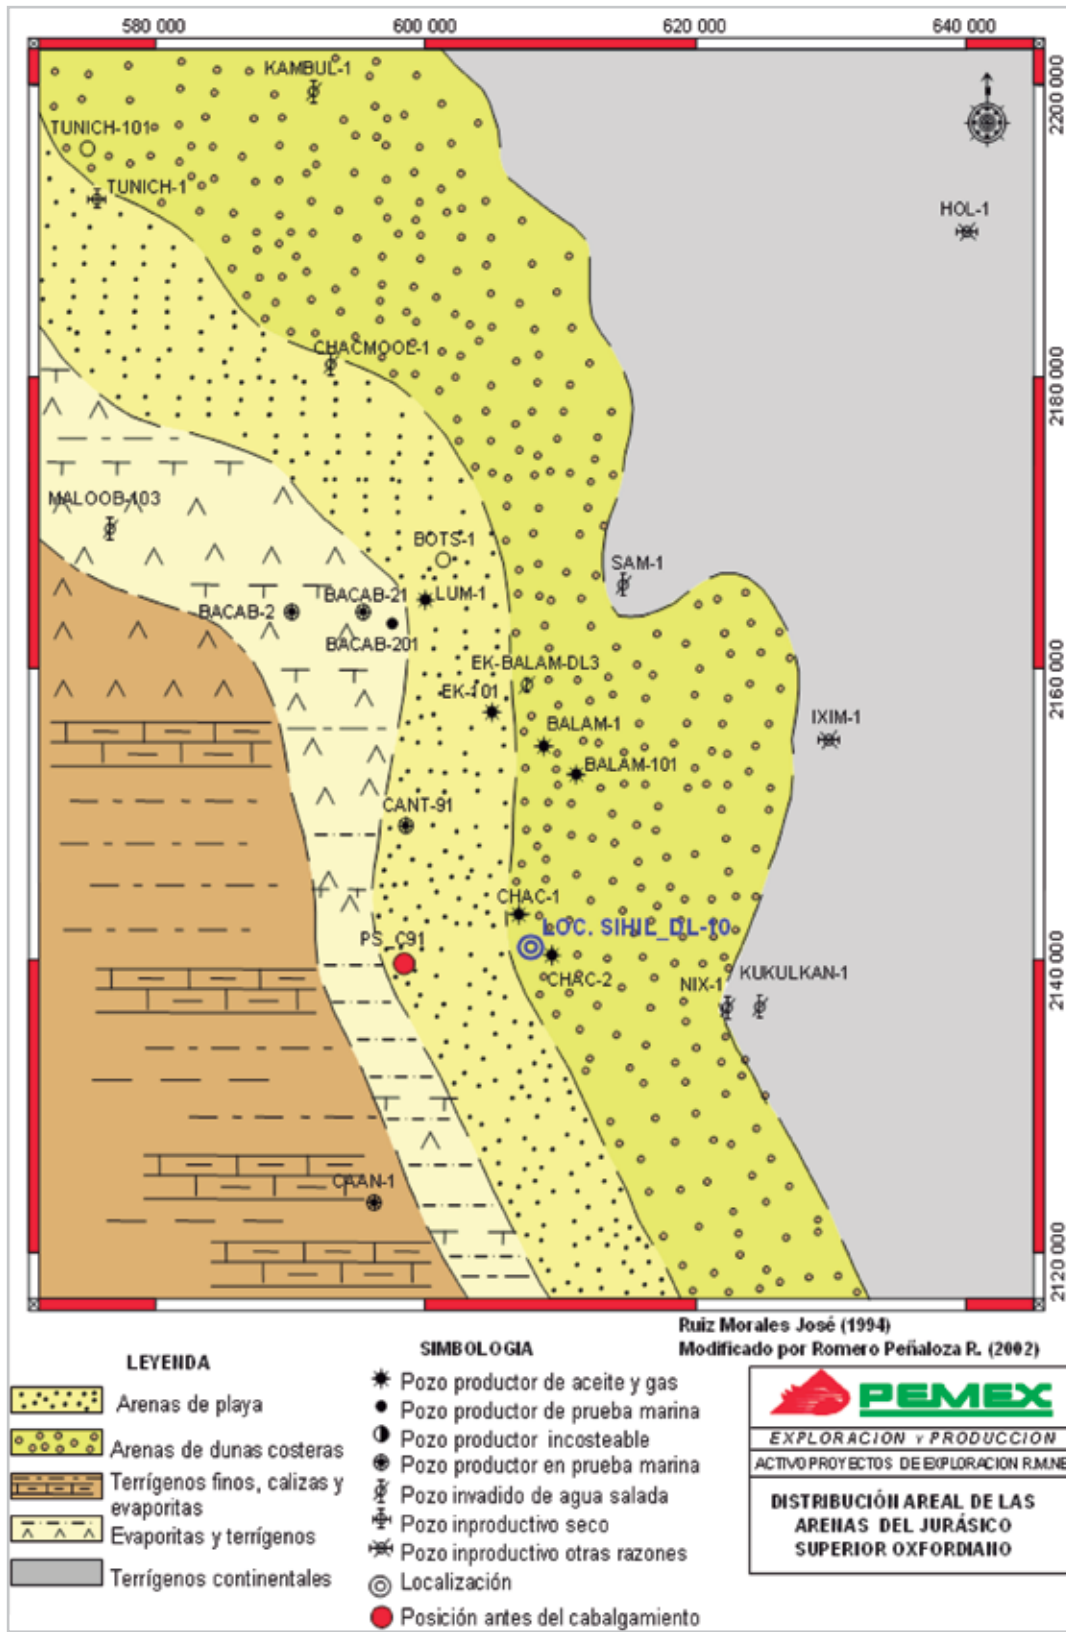 580 000 600 000 620 000 640 000
KAMBUL-1
2200 000
TUNICH-101
TUNICH-1
HOL-1
CHACMOOL-1
2180 000
MALOOB-103
BOTS-1
SAM-1
BACAB-21
LUM-1
BACAB-2
BACAB-201
EK-BALAM-DL3
2160 000
EK-101
IXIM-1
BALAM-1
BALAM-101
CANT-91
CHAC-1
LOC. SIHIL_DL-10
PS_C91
2140 000
CHAC-2
NIX-1
KUKULKAN-1
CAAN-1
2120 000
Ruiz Morales José (1994)
Modificado por Romero Peñaloza R. (2002)
LEYENDA
Arenas de playa
Arenas de dunas costeras
Terrígenos finos, calizas y
evaporitas
Evaporitas y terrígenos
Terrígenos continentales
SIMBOLOGIA
Pozo productor de aceite y gas
Pozo productor de prueba marina
Pozo productor incosteable
Pozo productor en prueba marina
Pozo invadido de agua salada
Pozo inproductivo seco
Pozo inproductivo otras razones
Localización
Posición antes del cabalgamiento
PEMEX
EXPLORACION Y PRODUCCION
ACTIVO PROYECTOS DE EXPLORACION R.M.NE
DISTRIBUCIÓN AREAL DE LAS
ARENAS DEL JURÁSICO
SUPERIOR OXFORDIANO